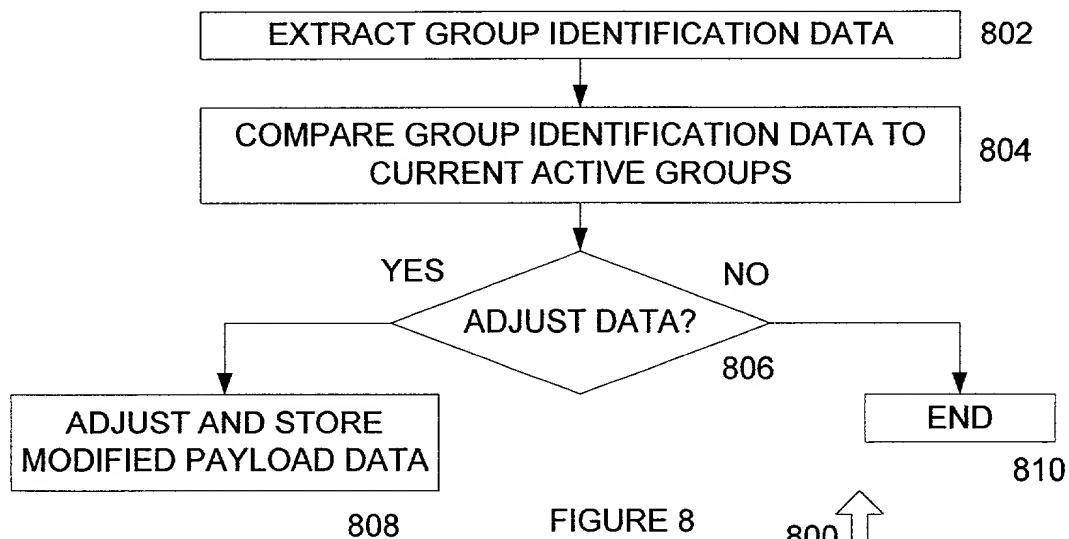 EXTRACT GROUP IDENTIFICATION DATA 802
COMPARE GROUP IDENTIFICATION DATA TO
CURRENT ACTIVE GROUPS
804
YES
NO
ADJUST DATA?
806
ADJUST AND STORE
MODIFIED PAYLOAD DATA
808
END
810
FIGURE 8
800